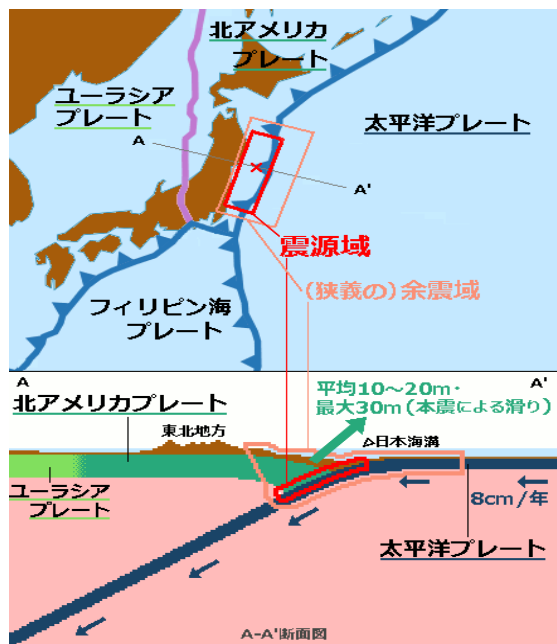 北アメリカ
プレート
ユーラシア
プレート
太平洋プレート
A
A'
震源域
(狭義の)余震域
フィリピン海
プレート
A
A'
平均10〜20m・
最大30m(本震による滑り)
北アメリカプレート
東北地方
△日本海溝
ユーラシア
プレート
8cm/年
太平洋プレート
A-A'断面図